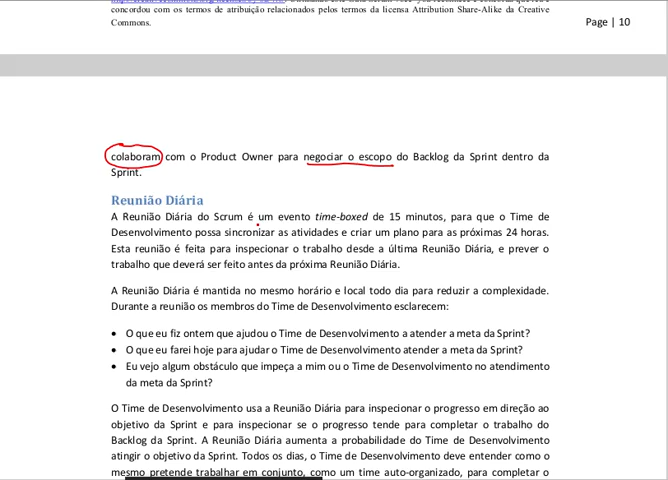 concordou com os termos de atribuição relacionados pelos termos da licensa Attribution Share-Alike da Creative
Commons.
Page | 10
colaboram com o Product Owner para negociar o escopo do Backlog da Sprint dentro da
Sprint.
Reunião Diária
A Reunião Diária do Scrum é um evento time-boxed de 15 minutos, para que o Time de
Desenvolvimento possa sincronizar as atividades e criar um plano para as próximas 24 horas.
Esta reunião é feita para inspecionar o trabalho desde a última Reunião Diária, e prever o
trabalho que deverá ser feito antes da próxima Reunião Diária.
A Reunião Diária é mantida no mesmo horário e local todo dia para reduzir a complexidade.
Durante a reunião os membros do Time de Desenvolvimento esclarecem:
• O que eu fiz ontem que ajudou o Time de Desenvolvimento a atender a meta da Sprint?
• O que eu farei hoje para ajudar o Time de Desenvolvimento atender a meta da Sprint?
• Eu vejo algum obstáculo que impeça a mim ou o Time de Desenvolvimento no atendimento
da meta da Sprint?
O Time de Desenvolvimento usa a Reunião Diária para inspecionar o progresso em direção ao
objetivo da Sprint e para inspecionar se o progresso tende para completar o trabalho do
Backlog da Sprint. A Reunião Diária aumenta a probabilidade do Time de Desenvolvimento
atingir o objetivo da Sprint. Todos os dias, o Time de Desenvolvimento deve entender como o
mesmo pretende trabalhar em conjunto, como um time auto-organizado, para completar o